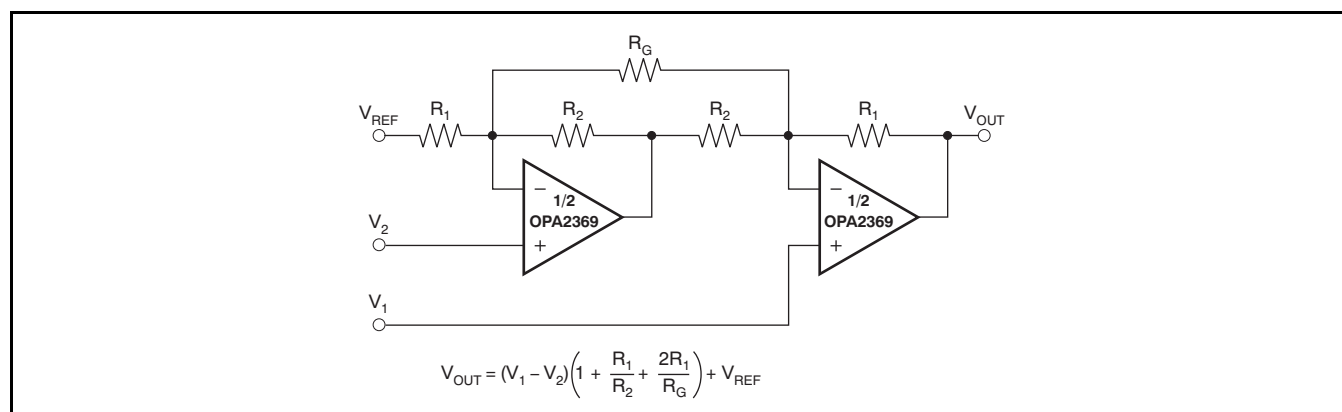 R_G
V_REF
R_1
R_2
R_2
R_1
V_OUT
−
1/2
OPA2369
+
−
1/2
OPA2369
+
V_2
V_1
V_OUT = (V_1 − V_2)(1 + R_1/R_2 + 2R_1/R_G) + V_REF